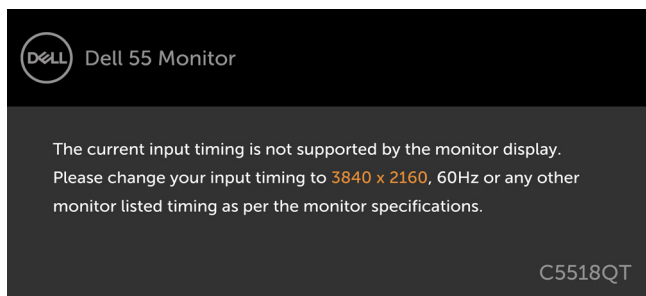 DELL
Dell 55 Monitor
The current input timing is not supported by the monitor display.
Please change your input timing to 3840 x 2160, 60Hz or any other
monitor listed timing as per the monitor specifications.
C5518QT